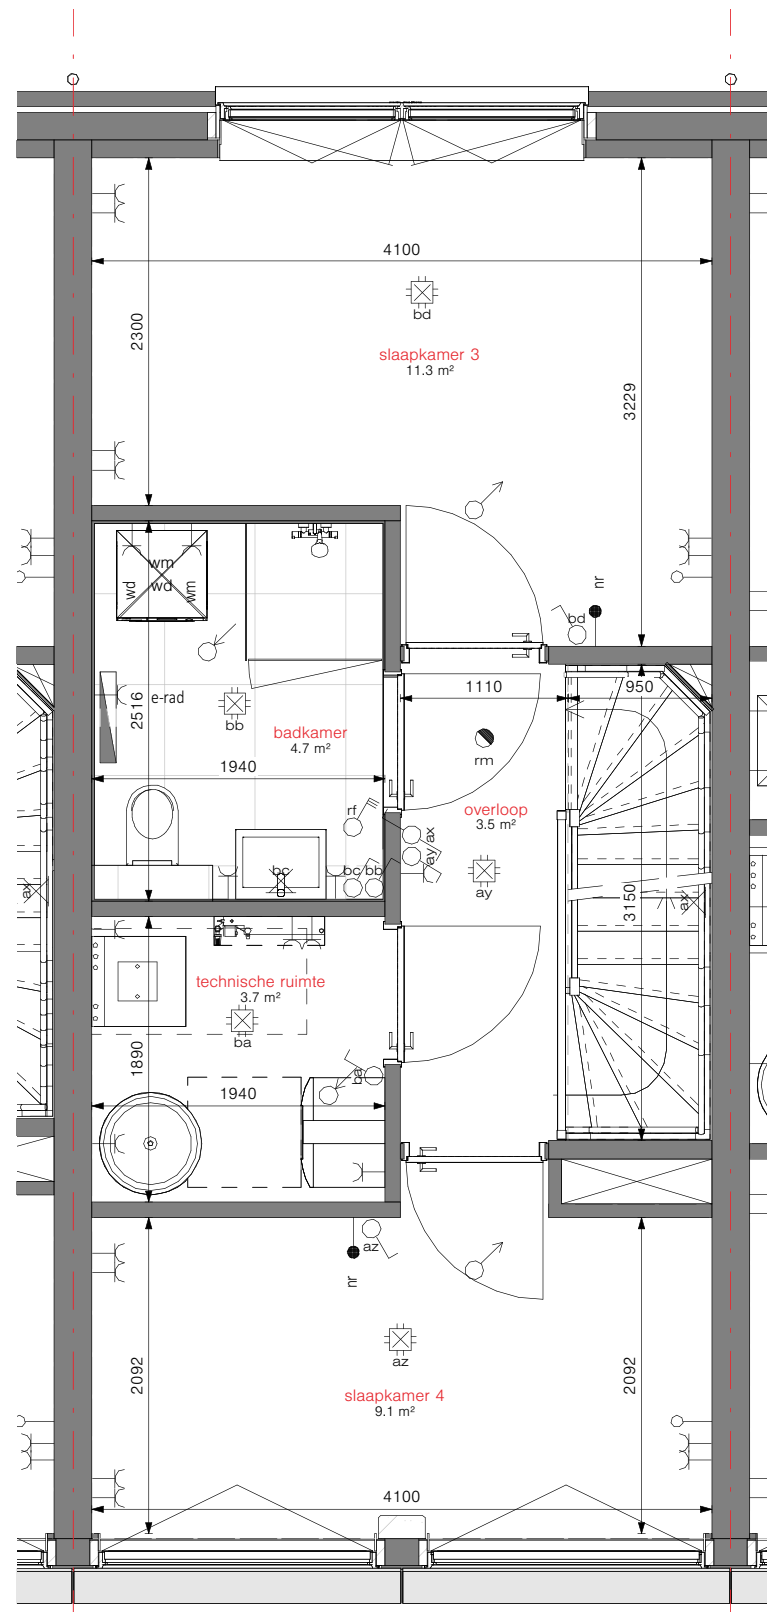 4100
2300
bd
slaapkamer 3
11.3 m²
3229
nr
bd
wm
wd
wd
wm
2516
e-rad
bb
badkamer
4.7 m²
1940
1110
950
rm
overloop
3.5 m²
rf
ax
ay
bc
bc
bb
ay
3150
ax
ax
technische ruimte
3.7 m²
ba
1890
ba
1940
az
nr
az
2092
2092
slaapkamer 4
9.1 m²
4100